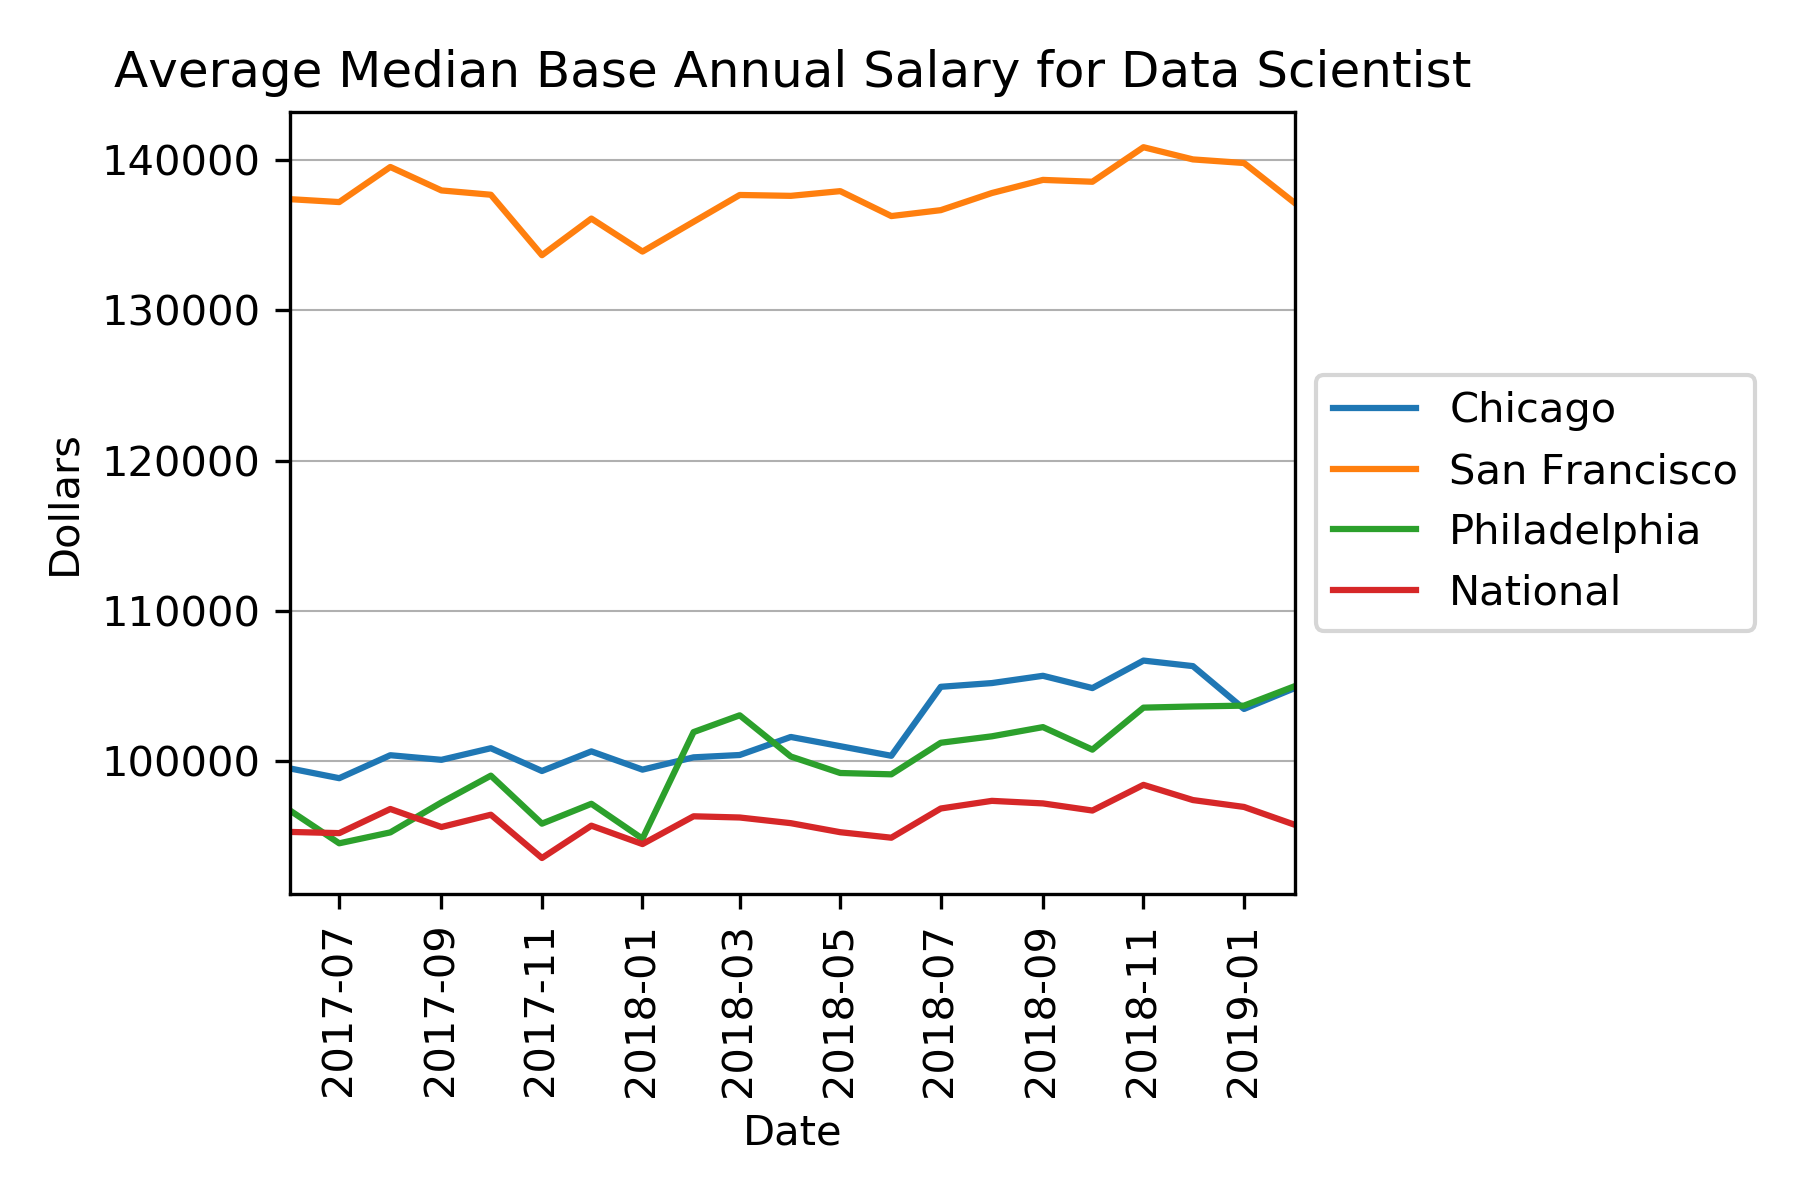 Average Median Base Annual Salary for Data Scientist
140000
130000
120000
110000
100000
Dollars
2017-07
2017-09
2017-11
2018-01
2018-03
2018-05
2018-07
2018-09
2018-11
2019-01
Date
Chicago
San Francisco
Philadelphia
National